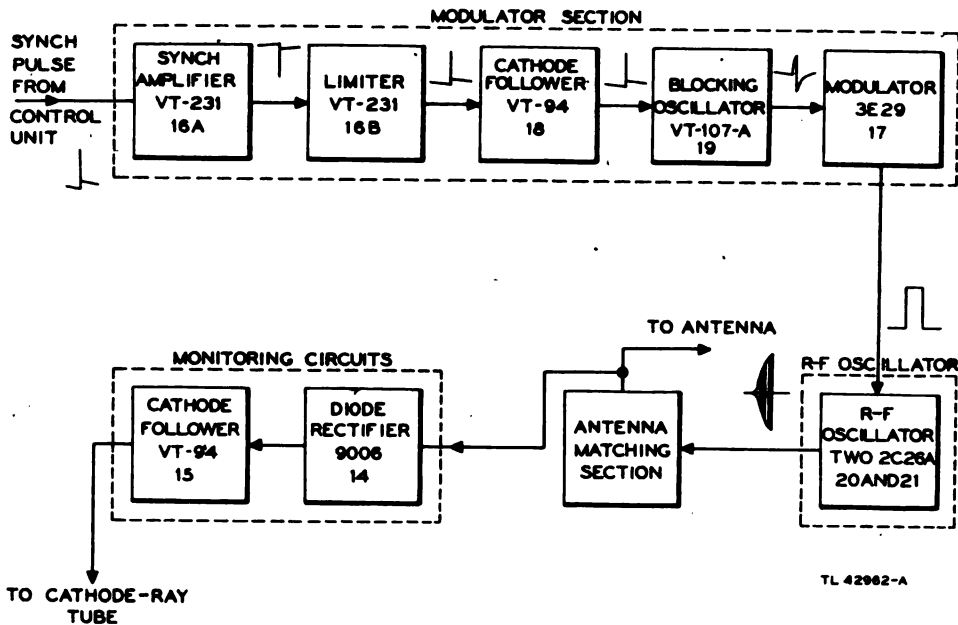 MODULATOR SECTION
SYNCH
PULSE
FROM
CONTROL
UNIT
SYNCH
AMPLIFIER
VT-231
16A
LIMITER
VT-231
16B
CATHODE
FOLLOWER
VT-94
18
BLOCKING
OSCILLATOR
VT-107-A
19
MODULATOR
3E29
17
TO ANTENNA
MONITORING CIRCUITS
R-F OSCILLATOR
CATHODE
FOLLOWER
VT-94
15
DIODE
RECTIFIER
9006
14
ANTENNA
MATCHING
SECTION
R-F
OSCILLATOR
TWO 2C26A
20AND21
TO CATHODE-RAY
TUBE
TL 42962-A